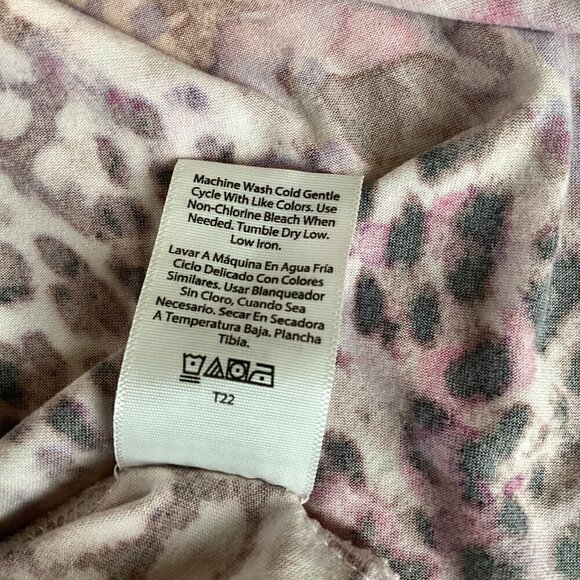 Machine Wash Cold Gentle
Cycle With Like Colors. Use
Non-Chlorine Bleach When
Needed. Tumble Dry Low.
Low Iron.
Lavar A Máquina En Agua Fría
Ciclo Delicado Con Colores
Similares. Usar Blanqueador
Sin Cloro, Cuando Sea
Necesario. Secar En Secadora
A Temperatura Baja. Plancha
Tibia.
T22